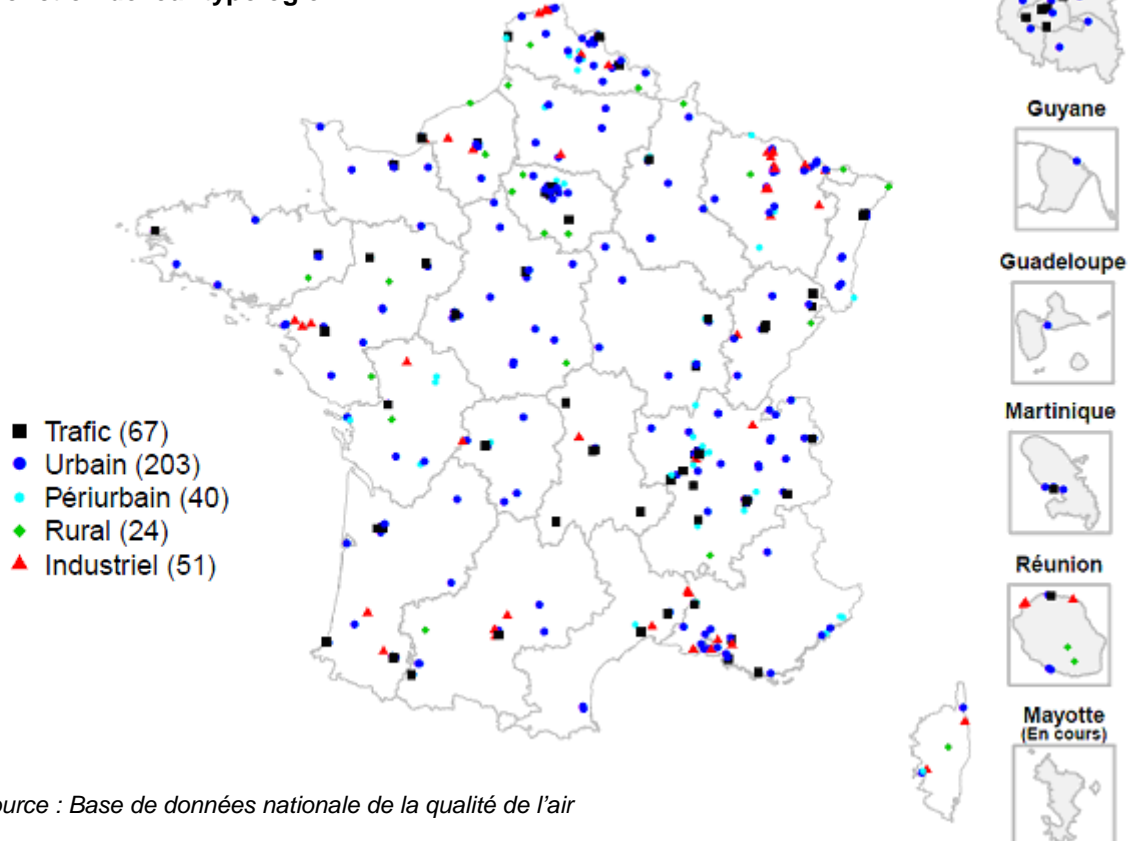 Guyane
Guadeloupe
Martinique
Trafic (67)
Urbain (203)
Périurbain (40)
Rural (24)
Industriel (51)
Réunion
Mayotte
(En cours)
: Base de données nationale de la qualité de l'air